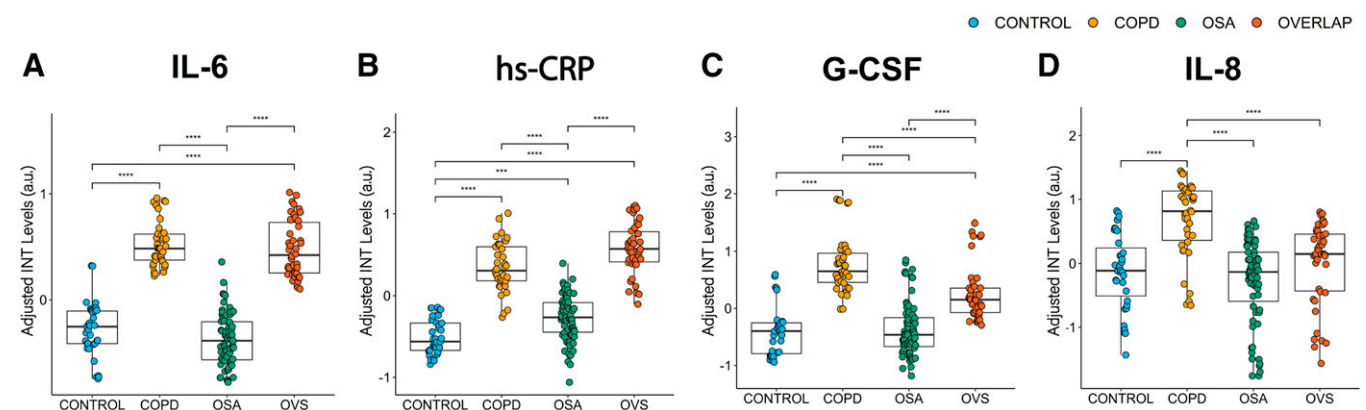 CONTROL COPD OSA OVERLAP
A IL-6
Adjusted INT Levels (a.u.)
****
****
****
****
1
0
CONTROL COPD OSA OVS
B hs-CRP
Adjusted INT Levels (a.u.)
****
****
****
***
****
2
1
0
-1
CONTROL COPD OSA OVS
C G-CSF
Adjusted INT Levels (a.u.)
****
****
****
****
****
3
2
1
0
-1
CONTROL COPD OSA OVS
D IL-8
Adjusted INT Levels (a.u.)
****
****
****
2
1
0
-1
CONTROL COPD OSA OVS